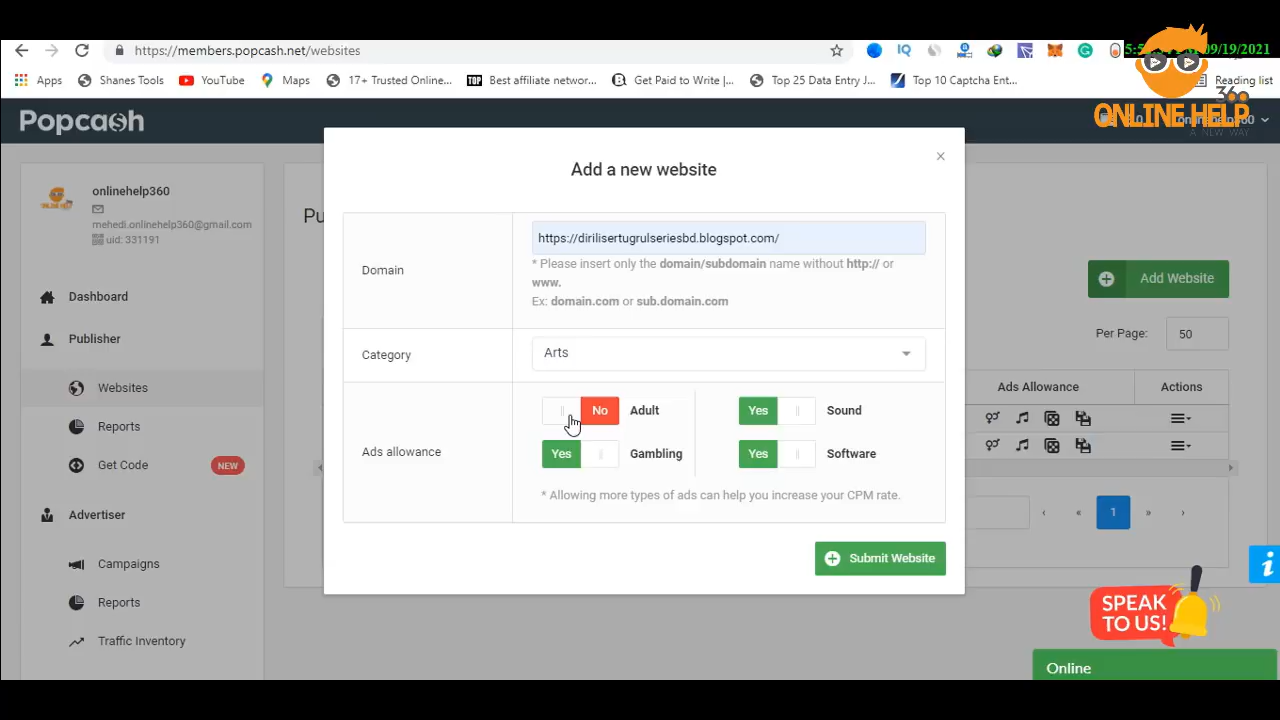 https://members.popcash.net/websites
09/19/2021
Apps
Shanes Tools
YouTube
Maps
17+ Traffic Online...
Best affiliate networ...
Get Paid to Write |...
Top 25 Data Entry J...
Top 10 Captcha Ent...
Reading list
360
ONLINE HELP
A NEW WAY
Popcash
onlinehelp360
mehedi.onlinehelp360@gmail.com
uid: 331191
Dashboard
Publisher
Websites
Reports
Get Code
NEW
Advertiser
Campaigns
Reports
Traffic Inventory
Pu
Add a new website
×
Domain
https://dirilisertugrulseriesbd.blogspot.com/
* Please insert only the domain/subdomain name without http:// or
www.
Ex: domain.com or sub.domain.com
Category
Arts
Ads allowance
No
Adult
Yes
Sound
Yes
Gambling
Yes
Software
* Allowing more types of ads can help you increase your CPM rate.
Submit Website
Add Website
Per Page:
50
Ads Allowance
Actions
‹
«
1
»
›
i
SPEAK
TO US!
Online